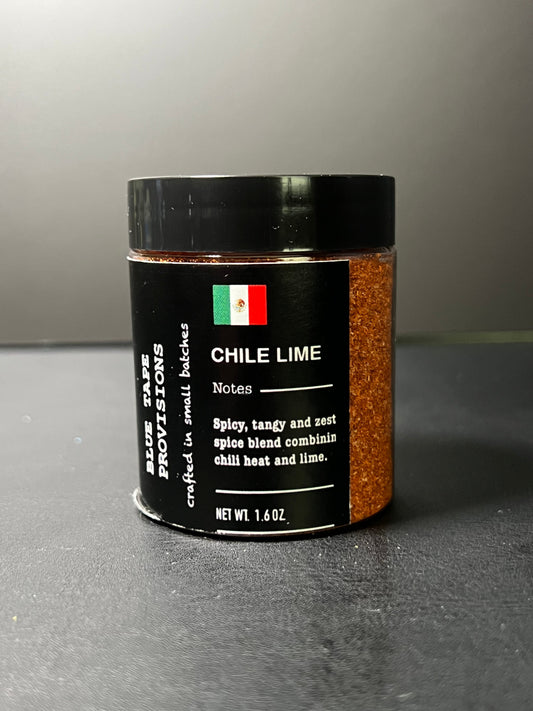 BLUE TAPE
PROVISIONS
crafted in small batches
CHILE LIME
Notes
Spicy, tangy and zest
spice blend combinin
chili heat and lime.
NET WT. 1.6 OZ